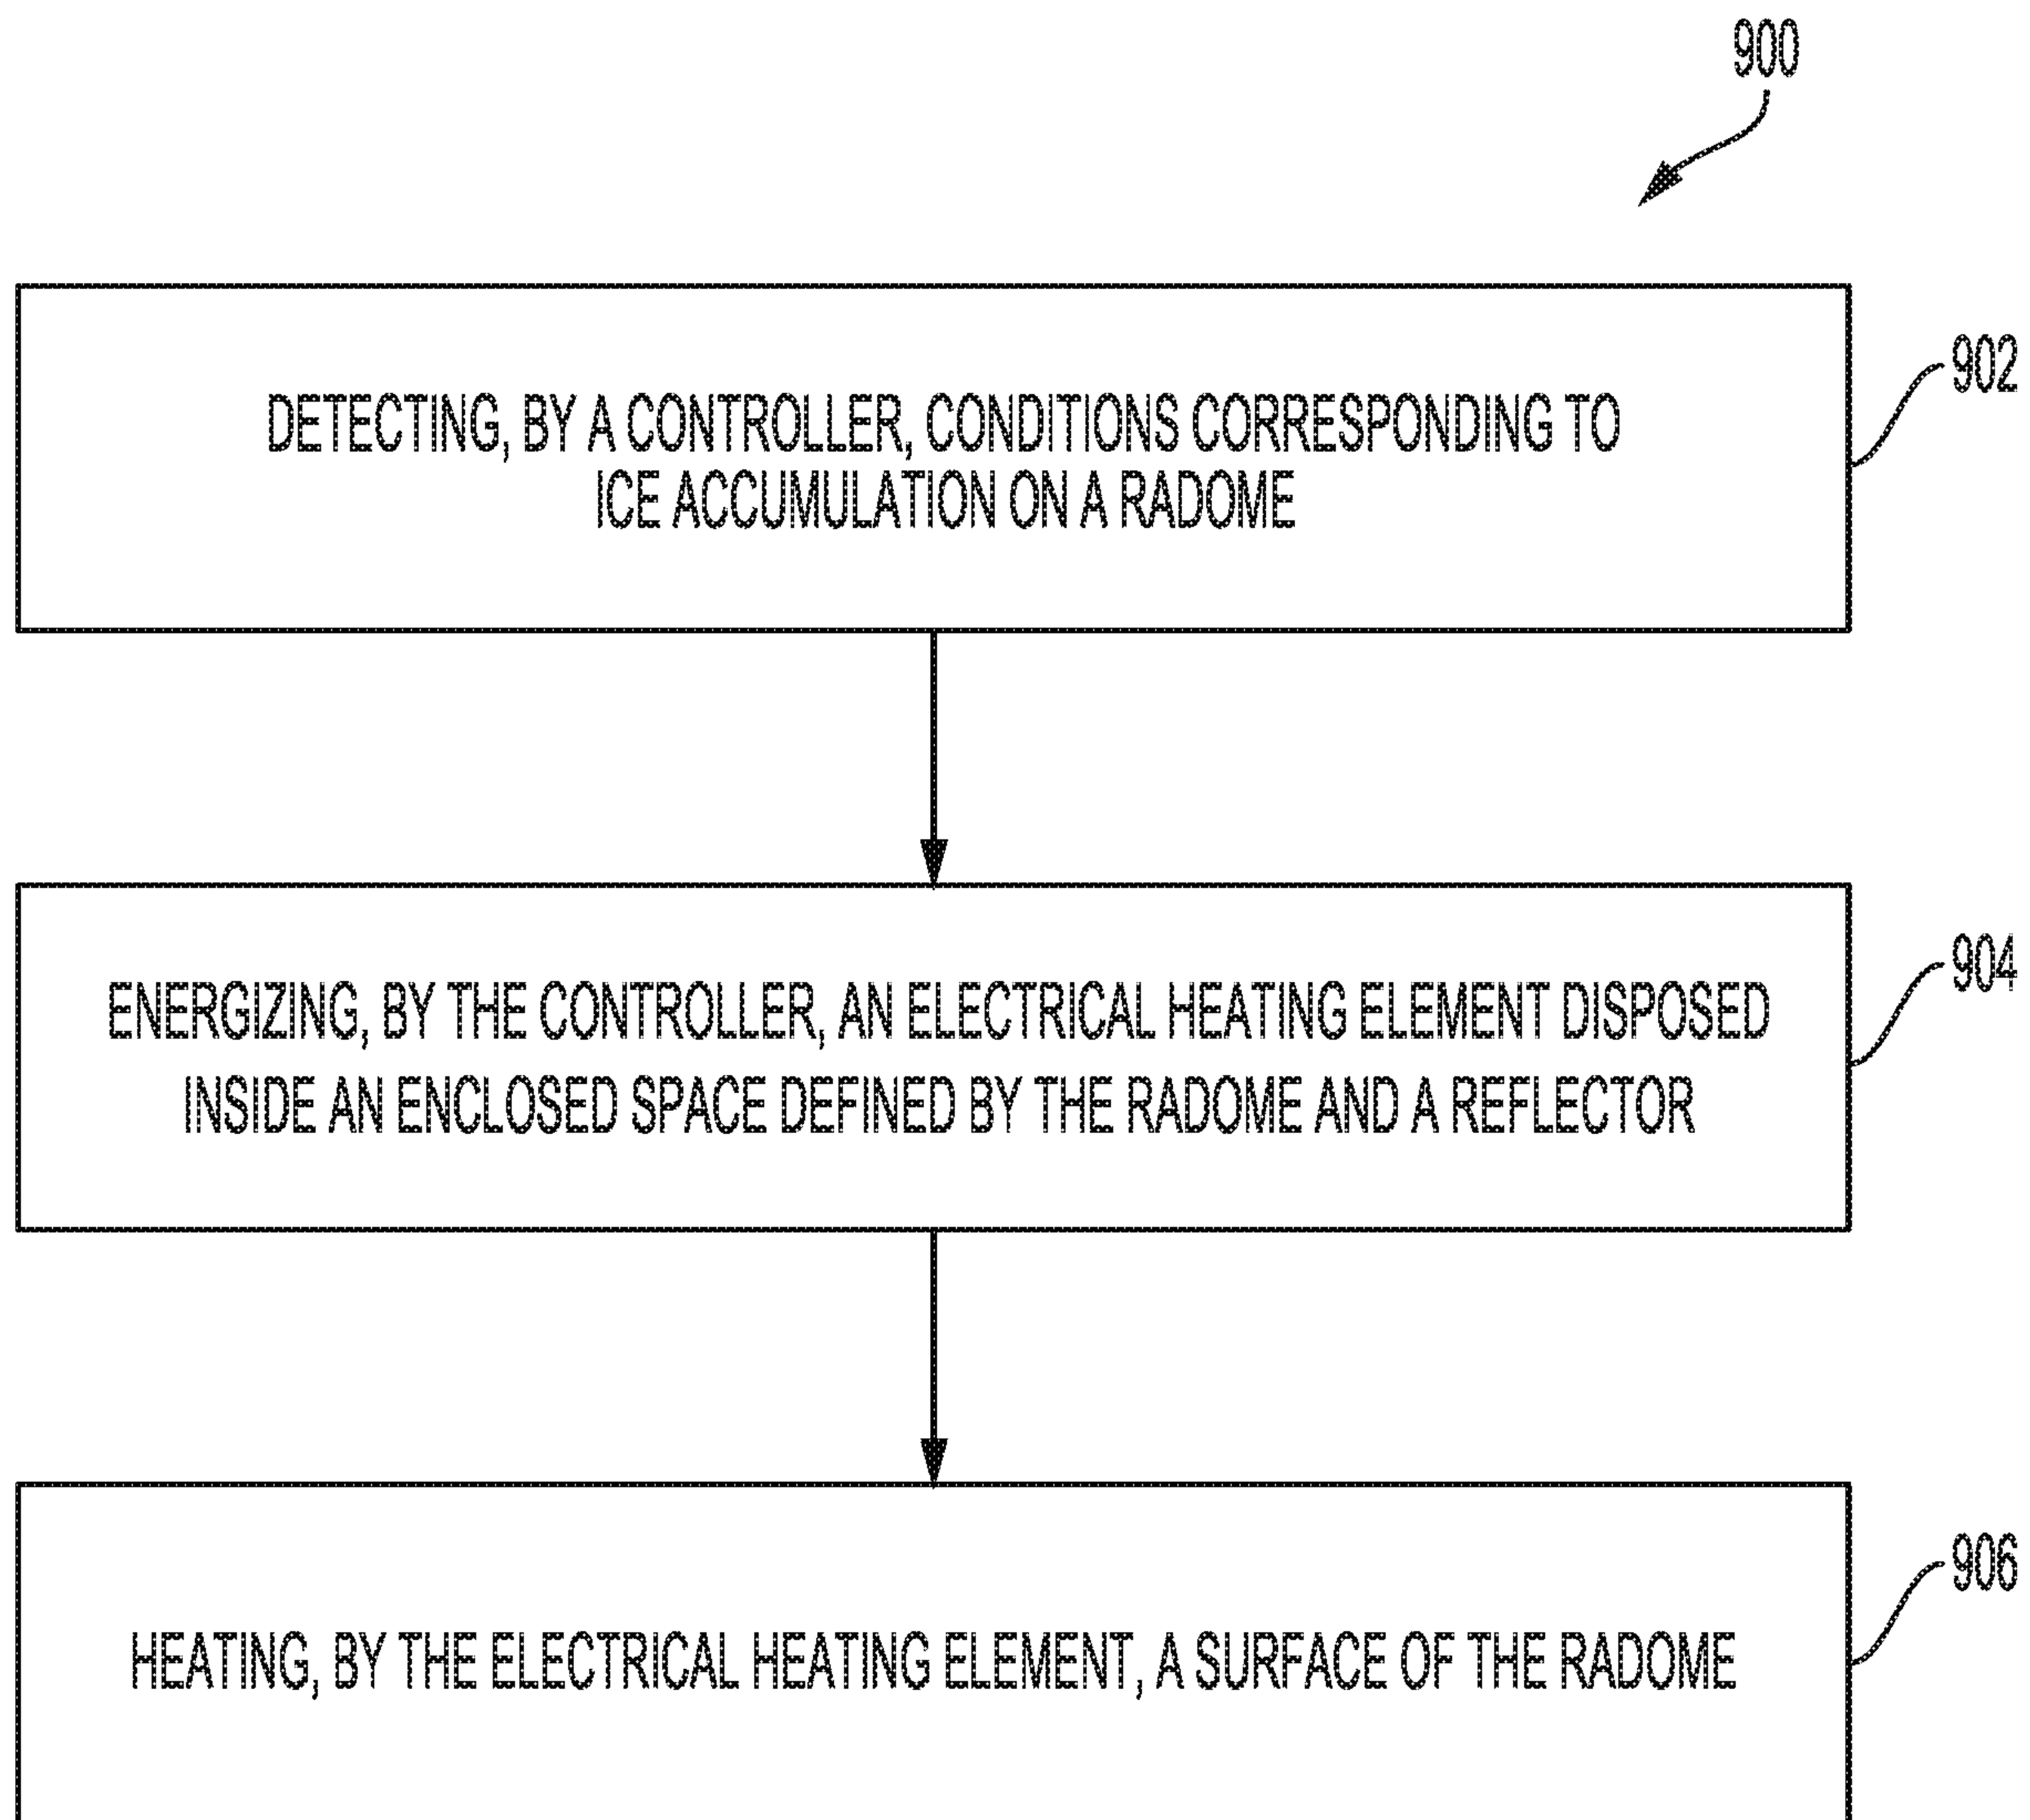 900
DETECTING, BY A CONTROLLER, CONDITIONS CORRESPONDING TO
ICE ACCUMULATION ON A RADOME
902
ENERGIZING, BY THE CONTROLLER, AN ELECTRICAL HEATING ELEMENT DISPOSED
INSIDE AN ENCLOSED SPACE DEFINED BY THE RADOME AND A REFLECTOR
904
HEATING, BY THE ELECTRICAL HEATING ELEMENT, A SURFACE OF THE RADOME
906